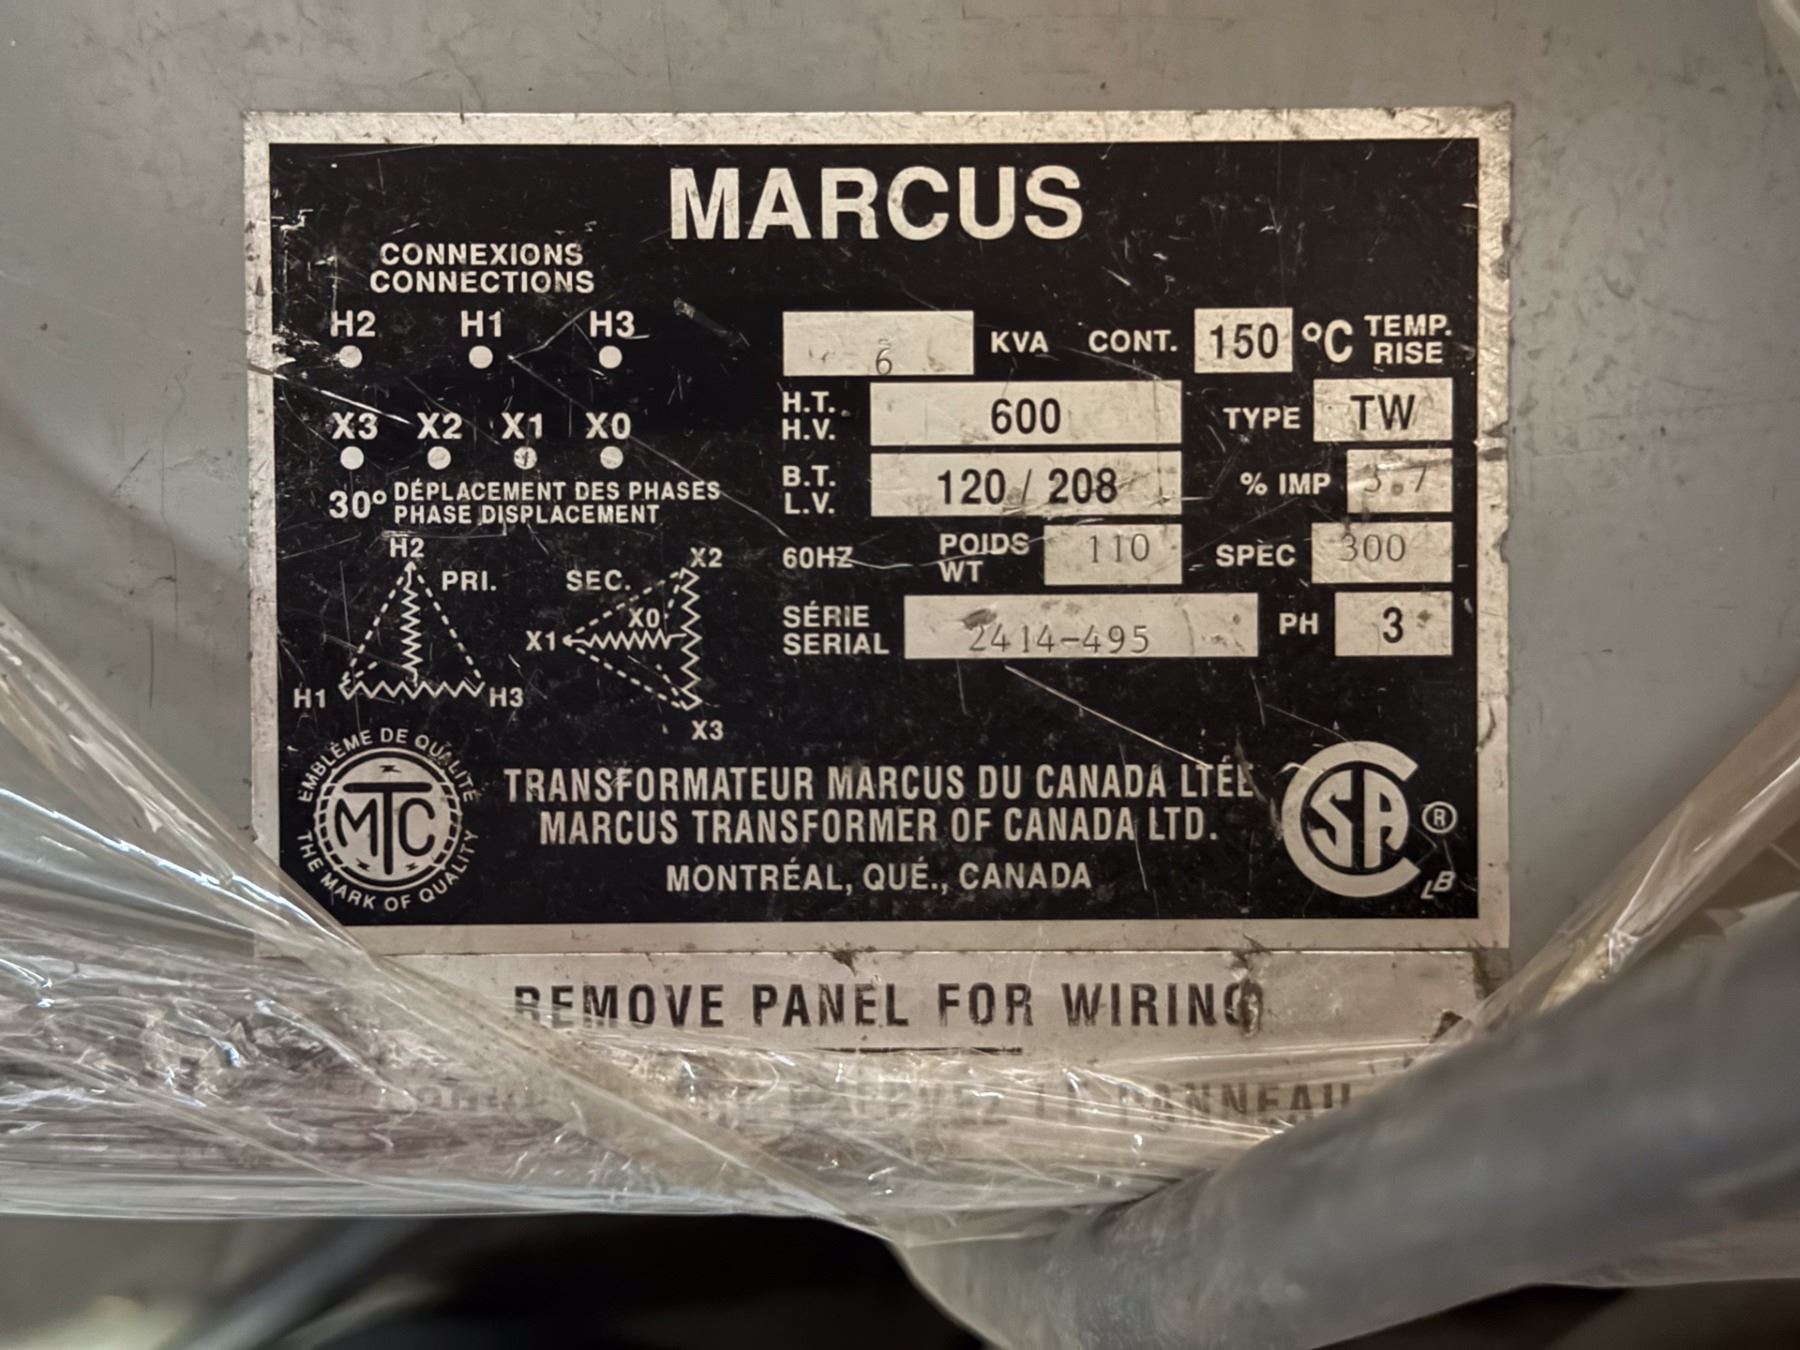 MARCUS
CONNEXIONS
CONNECTIONS
H2 H1 H3
X3 X2 X1 X0
30° DÉPLACEMENT DES PHASES
PHASE DISPLACEMENT
H2
PRI.
H1 H3
SEC.
X2
X0
X1
X3
6 KVA CONT. 150 °C TEMP. RISE
H.T.
H.V. 600 TYPE TW
B.T.
L.V. 120 / 208 % IMP
60HZ POIDS
WT 110 SPEC 300
SÉRIE
SERIAL 2414-495 PH 3
EMBLÈME DE QUALITÉ
MTC
THE MARK OF QUALITY
TRANSFORMATEUR MARCUS DU CANADA LTÉE
MARCUS TRANSFORMER OF CANADA LTD.
MONTRÉAL, QUÉ., CANADA
CSA ®
LB
REMOVE PANEL FOR WIRING
LE PANNEAU